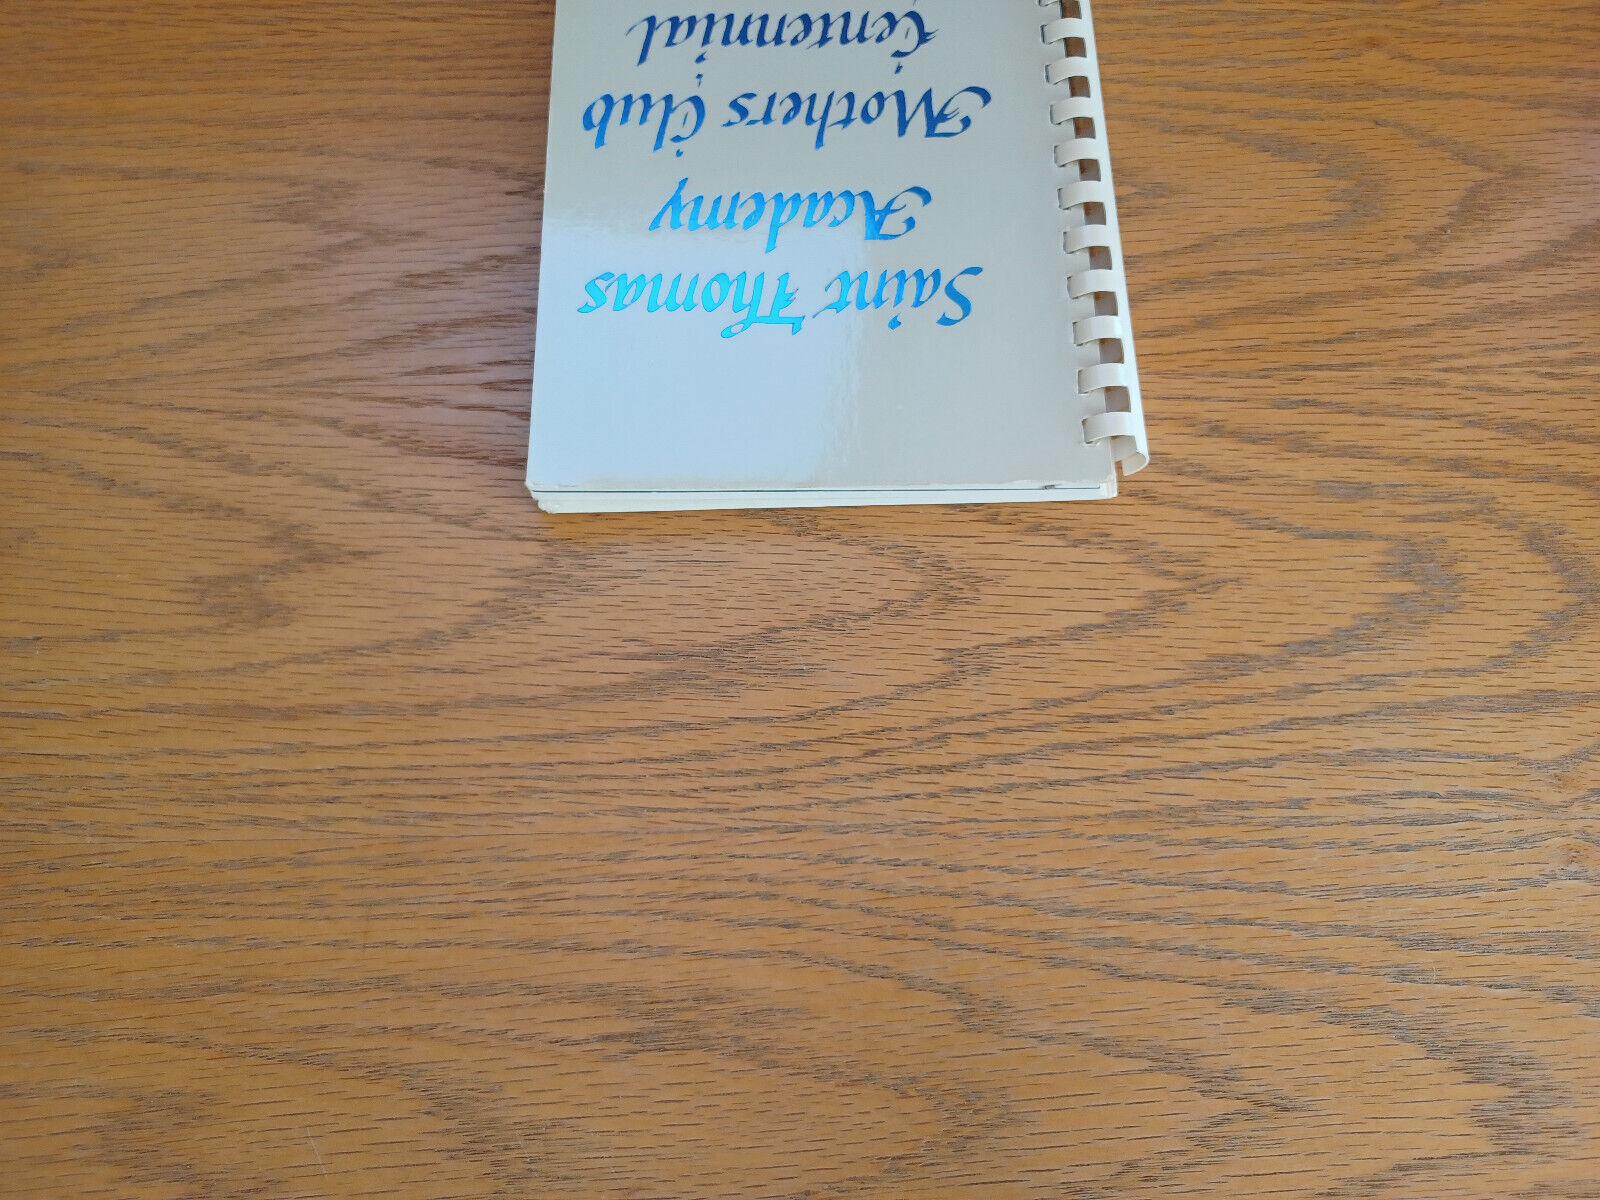 Saint Thomas
Academy
Mothers Club
Centennial